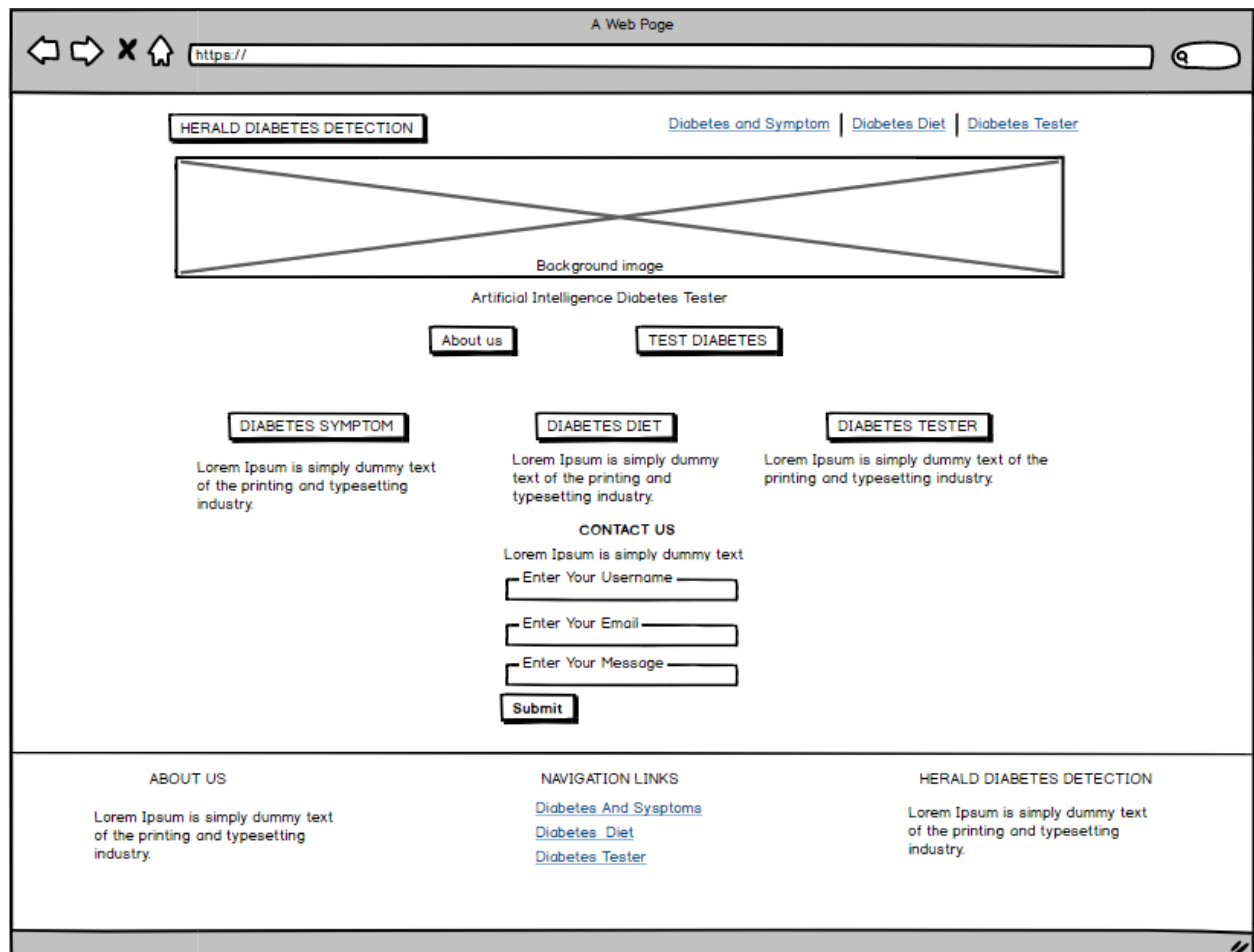 A Web Page
https://
HERALD DIABETES DETECTION
Diabetes and Symptom | Diabetes Diet | Diabetes Tester
Background image
Artificial Intelligence Diabetes Tester
About us
TEST DIABETES
DIABETES SYMPTOM
Lorem Ipsum is simply dummy text
of the printing and typesetting
industry.
DIABETES DIET
Lorem Ipsum is simply dummy
text of the printing and
typesetting industry.
DIABETES TESTER
Lorem Ipsum is simply dummy text of the
printing and typesetting industry.
CONTACT US
Lorem Ipsum is simply dummy text
Enter Your Username
Enter Your Email
Enter Your Message
Submit
ABOUT US
Lorem Ipsum is simply dummy text
of the printing and typesetting
industry.
NAVIGATION LINKS
Diabetes And Sysptoms
Diabetes Diet
Diabetes Tester
HERALD DIABETES DETECTION
Lorem Ipsum is simply dummy text
of the printing and typesetting
industry.